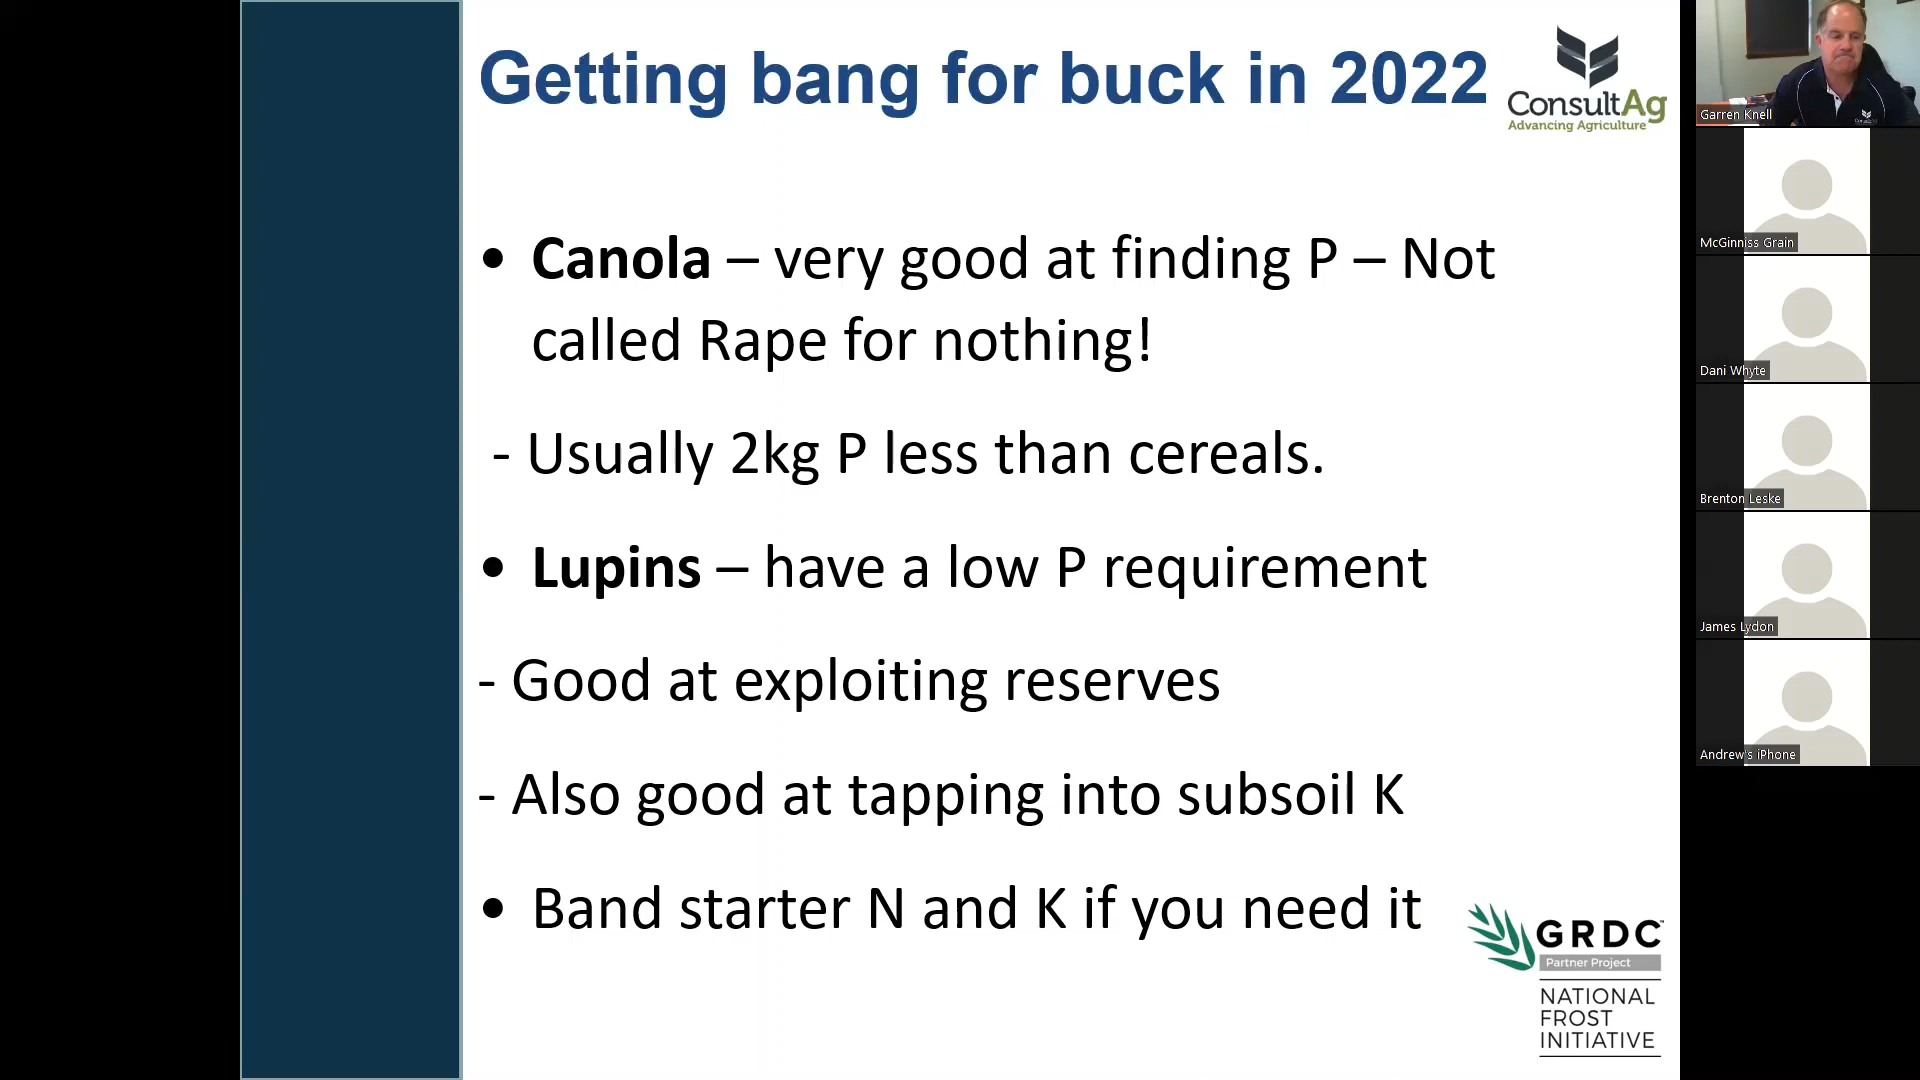 Getting bang for buck in 2022
ConsultAg
Advancing Agriculture
• Canola – very good at finding P – Not
called Rape for nothing!
- Usually 2kg P less than cereals.
• Lupins – have a low P requirement
- Good at exploiting reserves
- Also good at tapping into subsoil K
• Band starter N and K if you need it
GRDC™
Partner Project
NATIONAL
FROST
INITIATIVE
Garren Knell
McGinniss Grain
Dani Whyte
Brenton Leske
James Lydon
Andrew's iPhone